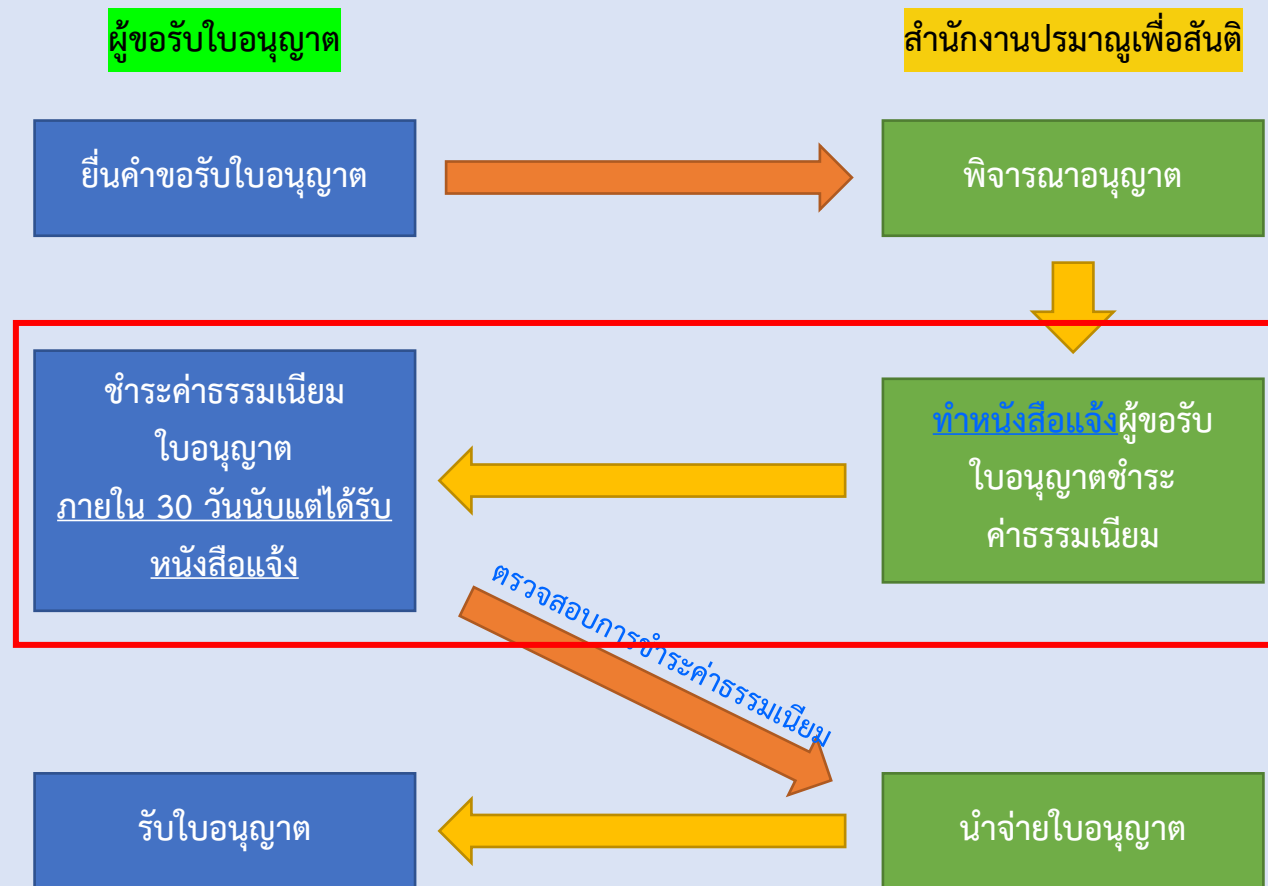 ผู้ขอรับใบอนุญาต
สำนักงานปรมาณูเพื่อสันติ
ยื่นคำขอรับใบอนุญาต
พิจารณาอนุญาต
ชำระค่าธรรมเนียม
ใบอนุญาต
ภายใน 30 วันนับแต่ได้รับ
หนังสือแจ้ง
ทำหนังสือแจ้งผู้ขอรับ
ใบอนุญาตชำระ
ค่าธรรมเนียม
ตรวจสอบการชำระค่าธรรมเนียม
รับใบอนุญาต
นำจ่ายใบอนุญาต